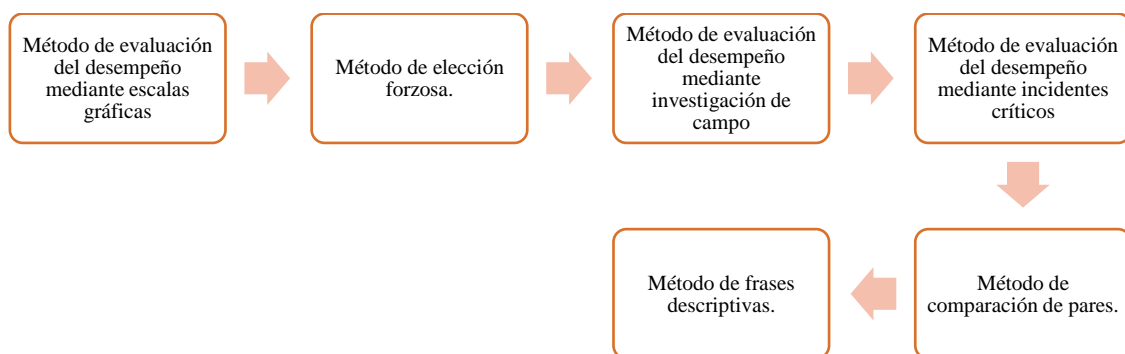 Método de evaluación
del desempeño
mediante escalas
gráficas
Método de elección
forzosa.
Método de evaluación
del desempeño
mediante
investigación de
campo
Método de evaluación
del desempeño
mediante incidentes
críticos
Método de frases
descriptivas.
Método de
comparación de pares.